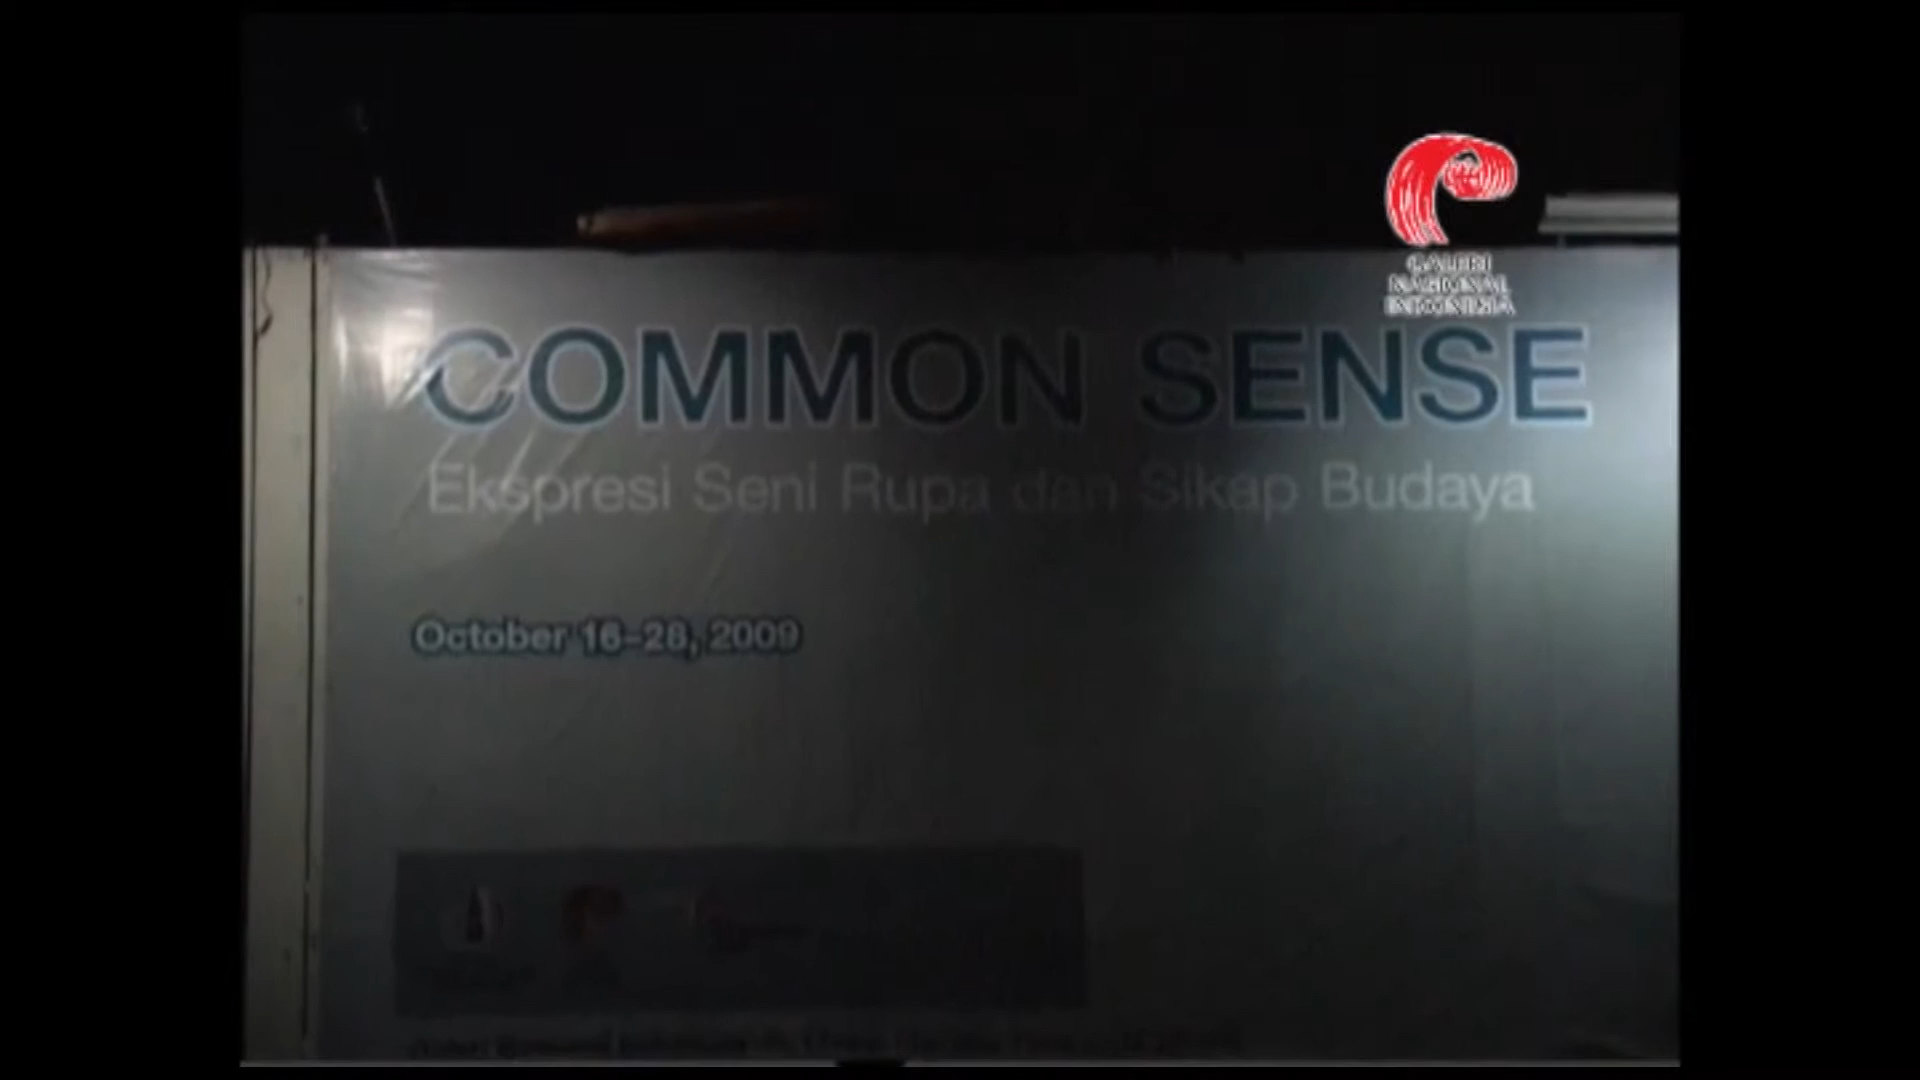 GALERI
NASIONAL
INDONESIA
COMMON SENSE
Ekspresi Seni Rupa dan Sikap Budaya
October 16-28, 2009